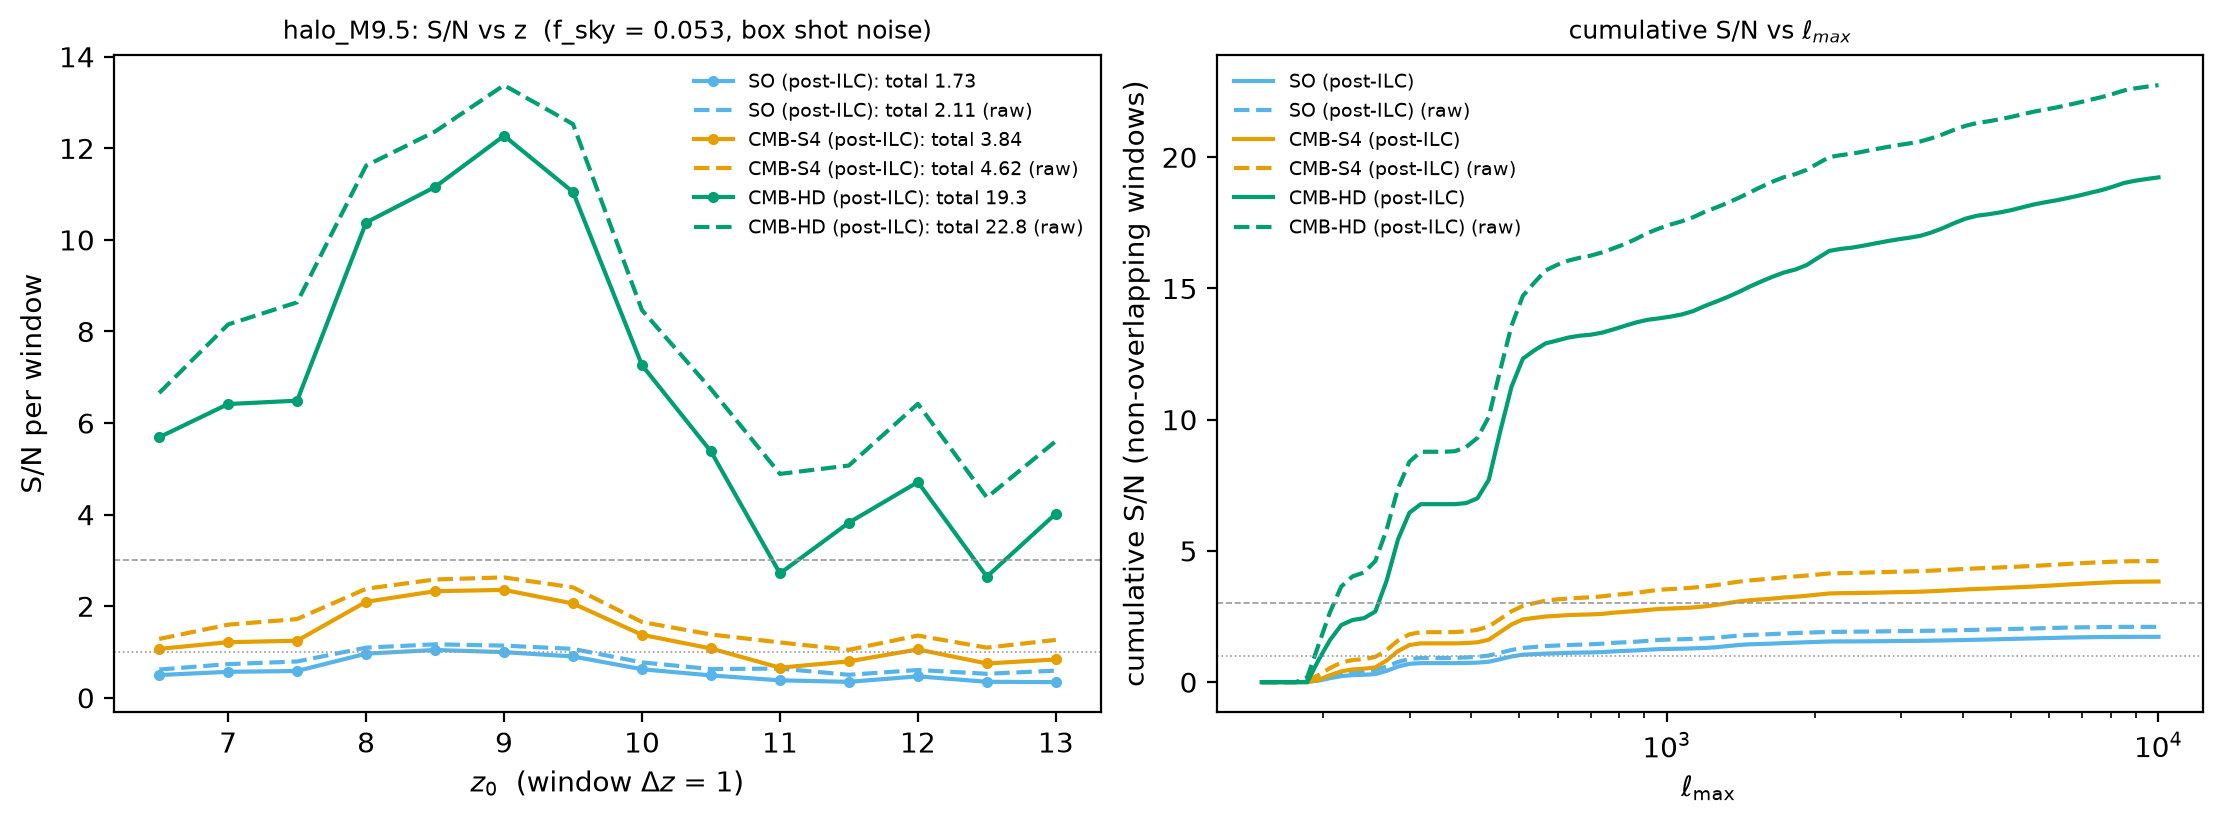 halo_M9.5: S/N vs z  (f_sky = 0.053, box shot noise)
14
12
10
8
6
4
2
0
S/N per window
SO (post-ILC): total 1.73
SO (post-ILC): total 2.11 (raw)
CMB-S4 (post-ILC): total 3.84
CMB-S4 (post-ILC): total 4.62 (raw)
CMB-HD (post-ILC): total 19.3
CMB-HD (post-ILC): total 22.8 (raw)
7 8 9 10 11 12 13
z₀  (window Δz = 1)
cumulative S/N vs ℓₘₐₓ
20
15
10
5
0
cumulative S/N (non-overlapping windows)
SO (post-ILC)
SO (post-ILC) (raw)
CMB-S4 (post-ILC)
CMB-S4 (post-ILC) (raw)
CMB-HD (post-ILC)
CMB-HD (post-ILC) (raw)
10³ 10⁴
ℓₘₐₓ